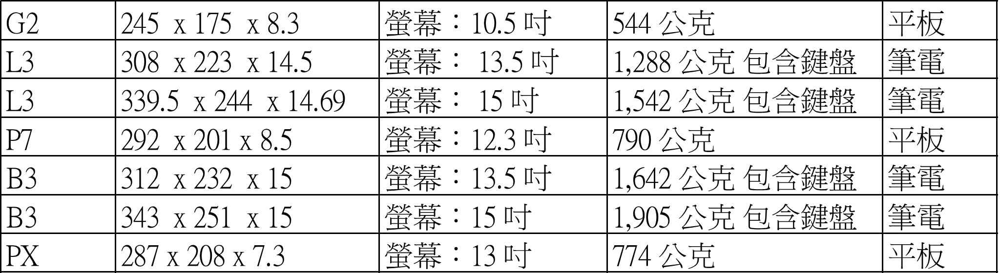 G2 245 x 175 x 8.3 螢幕：10.5 吋 544 公克 平板
L3 308 x 223 x 14.5 螢幕： 13.5 吋 1,288 公克 包含鍵盤 筆電
L3 339.5 x 244 x 14.69 螢幕： 15 吋 1,542 公克 包含鍵盤 筆電
P7 292 x 201 x 8.5 螢幕：12.3 吋 790 公克 平板
B3 312 x 232 x 15 螢幕：13.5 吋 1,642 公克 包含鍵盤 筆電
B3 343 x 251 x 15 螢幕：15 吋 1,905 公克 包含鍵盤 筆電
PX 287 x 208 x 7.3 螢幕：13 吋 774 公克 平板